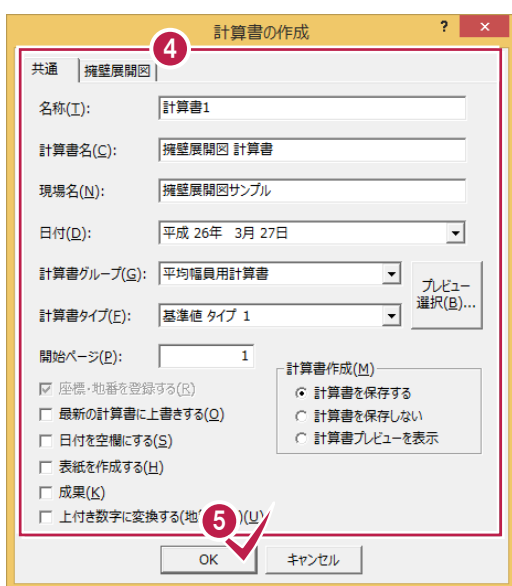 計算書の作成 ? ×
4
共通 擁壁展開図
名称(T): 計算書1
計算書名(C): 擁壁展開図 計算書
現場名(N): 擁壁展開図サンプル
日付(D): 平成 26年 3月 27日
計算書グループ(G): 平均幅員用計算書
プレビュー
選択(B)...
計算書タイプ(E): 基準値 タイプ 1
開始ページ(P): 1
計算書作成(M)
座標・地番を登録する(R)
計算書を保存する
最新の計算書に上書きする(O)
計算書を保存しない
日付を空欄にする(S)
計算書プレビューを表示
表紙を作成する(H)
成果(K)
上付き数字に変換する(地 )(U)
5
OK キャンセル